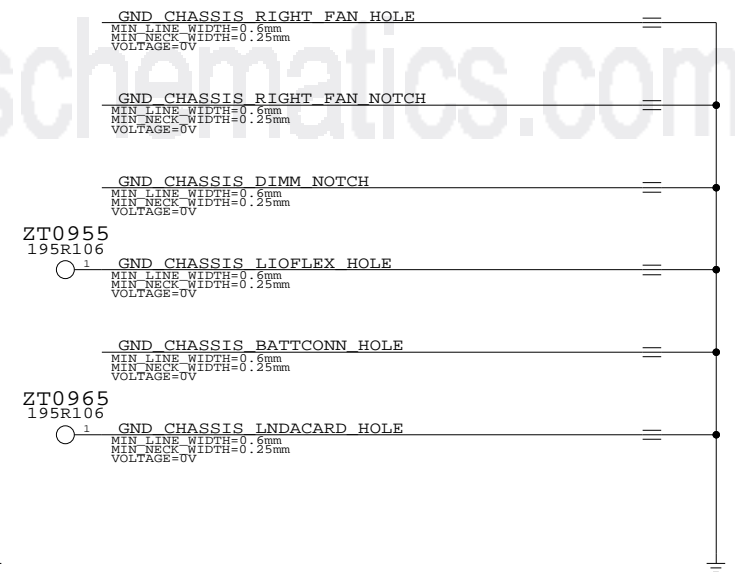 GND_CHASSIS_RIGHT_FAN_HOLE
MIN_LINE_WIDTH=0.6mm
MIN_NECK_WIDTH=0.25mm
VOLTAGE=0V
schematics.com
GND_CHASSIS_RIGHT_FAN_NOTCH
MIN_LINE_WIDTH=0.6mm
MIN_NECK_WIDTH=0.25mm
VOLTAGE=0V
GND_CHASSIS_DIMM_NOTCH
MIN_LINE_WIDTH=0.6mm
MIN_NECK_WIDTH=0.25mm
VOLTAGE=0V
ZT0955
195R106
1 GND_CHASSIS_LIOFLEX_HOLE
MIN_LINE_WIDTH=0.6mm
MIN_NECK_WIDTH=0.25mm
VOLTAGE=0V
GND_CHASSIS_BATTCONN_HOLE
MIN_LINE_WIDTH=0.6mm
MIN_NECK_WIDTH=0.25mm
VOLTAGE=0V
ZT0965
195R106
1 GND_CHASSIS_LNDACARD_HOLE
MIN_LINE_WIDTH=0.6mm
MIN_NECK_WIDTH=0.25mm
VOLTAGE=0V